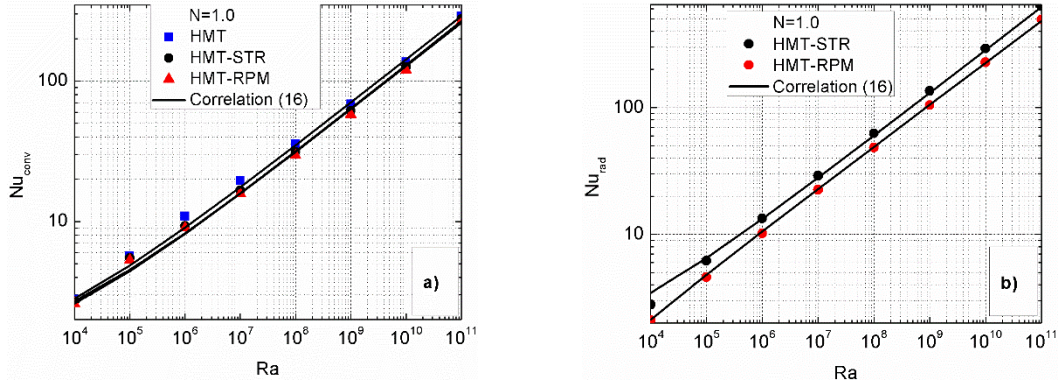 N=1.0
HMT
HMT-STR
HMT-RPM
Correlation (16)
100
10
Nu_conv
a)
10^4 10^5 10^6 10^7 10^8 10^9 10^10 10^11
Ra
N=1.0
HMT-STR
HMT-RPM
Correlation (16)
100
10
Nu_rad
b)
10^4 10^5 10^6 10^7 10^8 10^9 10^10 10^11
Ra